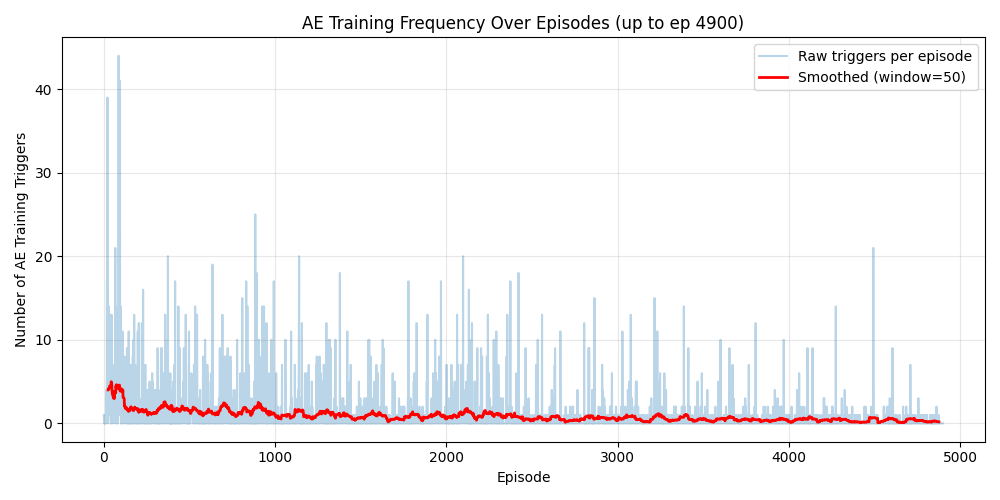 AE Training Frequency Over Episodes (up to ep 4900)
Raw triggers per episode
Smoothed (window=50)
Number of AE Training Triggers
40
30
20
10
0
0 1000 2000 3000 4000 5000
Episode